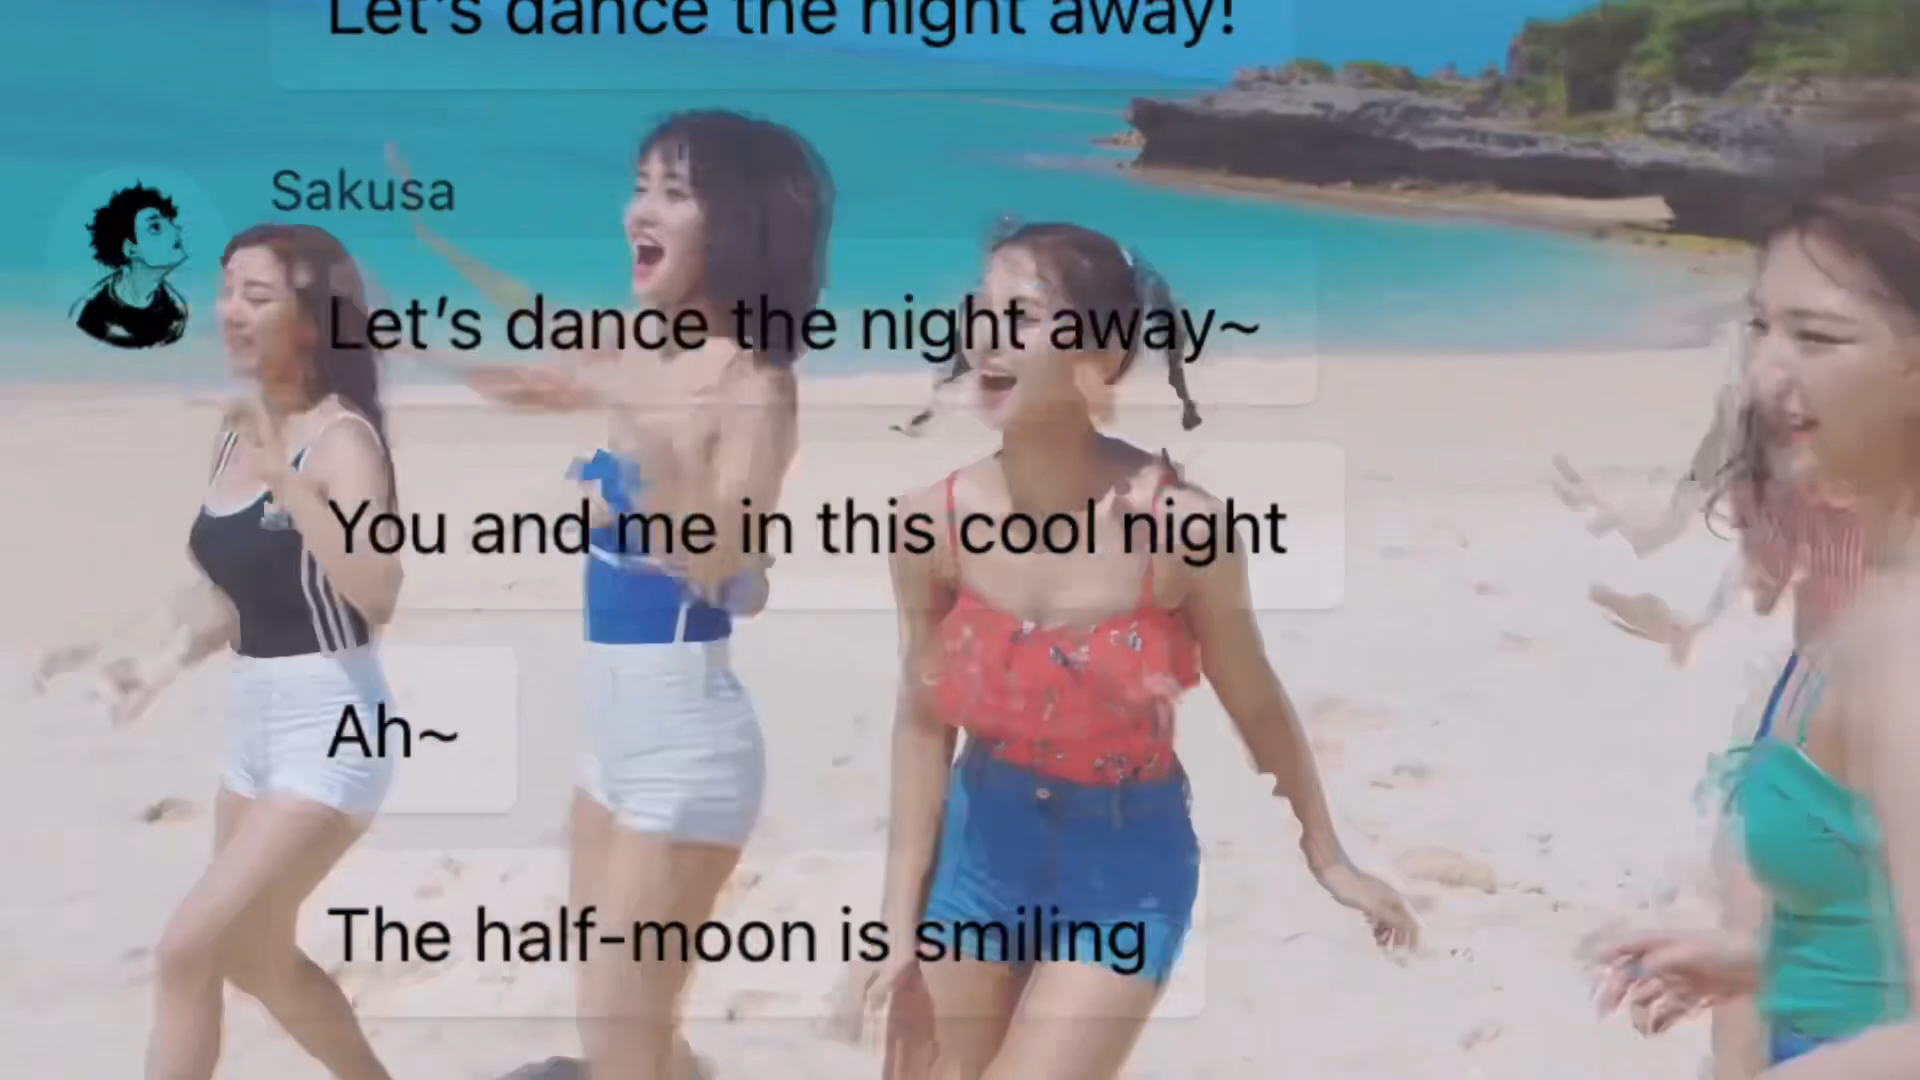 Let's dance the night away!
Sakusa
Let's dance the night away~
You and me in this cool night
Ah~
The half-moon is smiling